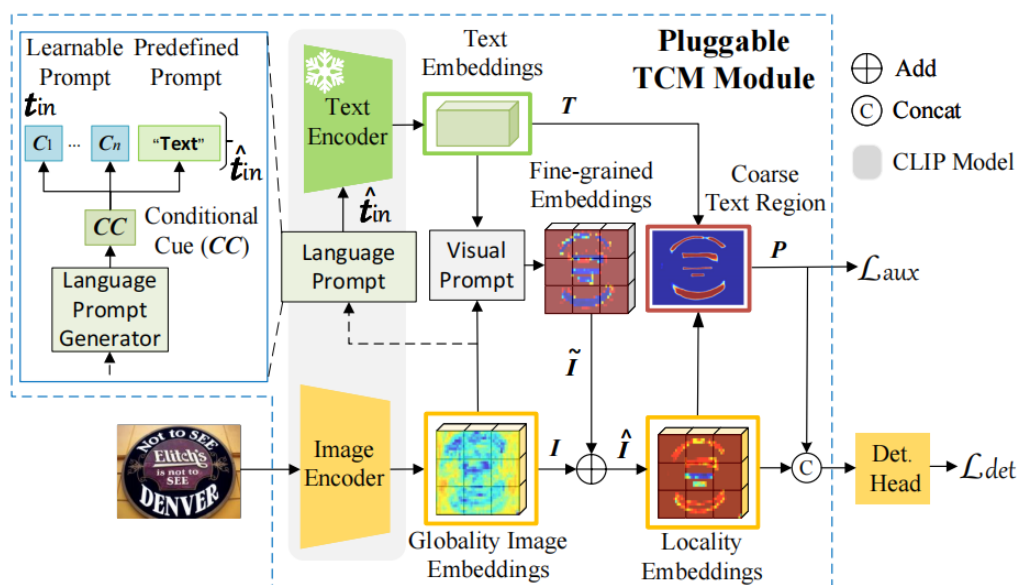 Learnable Prompt
Predefined Prompt
t_in
C1 ... Cn "Text"
t̂_in
CC
Conditional Cue (CC)
Language Prompt Generator
Text Encoder
t̂_in
Language Prompt
Image Encoder
Text Embeddings
T
Pluggable
TCM Module
Fine-grained
Embeddings
Visual Prompt
Coarse
Text Region
P
Ĩ
I
Î
Globality Image
Embeddings
Locality
Embeddings
Add
C Concat
CLIP Model
ℒaux
C
Det.
Head
ℒdet
Not to SEE
Elitch's
is not to
SEE
DENVER